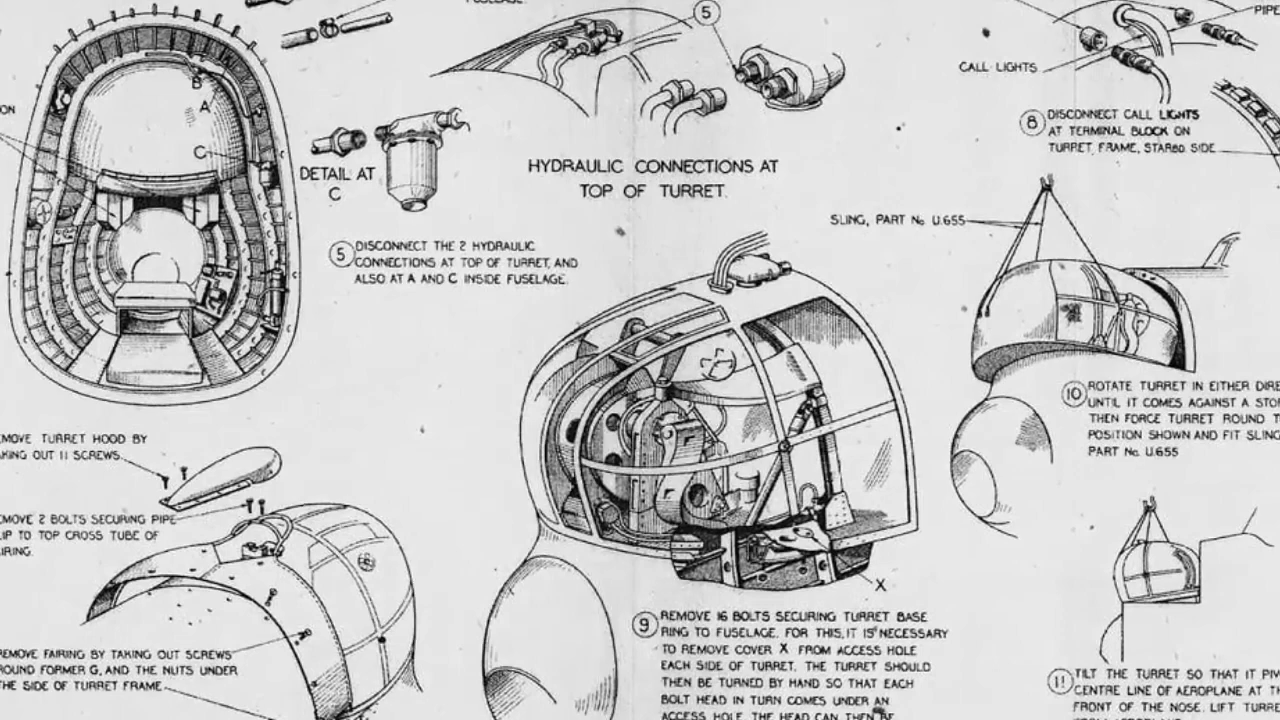 FUSELAGE.
5
B
A
C
DETAIL AT
C
HYDRAULIC CONNECTIONS AT
TOP OF TURRET.
5 DISCONNECT THE 2 HYDRAULIC
CONNECTIONS AT TOP OF TURRET, AND
ALSO AT A AND C INSIDE FUSELAGE.
PIPE
CALL LIGHTS
8 DISCONNECT CALL LIGHTS
AT TERMINAL BLOCK ON
TURRET FRAME, STARBD. SIDE
SLING, PART No U.655
10 ROTATE TURRET IN EITHER DIRE
UNTIL IT COMES AGAINST A STO
THEN FORCE TURRET ROUND T
POSITION SHOWN AND FIT SLING
PART No. U.655
EMOVE TURRET HOOD BY
AKING OUT 11 SCREWS.
EMOVE 2 BOLTS SECURING PIPE
LIP TO TOP CROSS TUBE OF
AIRING.
REMOVE FAIRING BY TAKING OUT SCREWS
ROUND FORMER G, AND THE NUTS UNDER
THE SIDE OF TURRET FRAME
X
9 REMOVE 16 BOLTS SECURING TURRET BASE
RING TO FUSELAGE. FOR THIS, IT IS NECESSARY
TO REMOVE COVER X FROM ACCESS HOLE
EACH SIDE OF TURRET. THE TURRET SHOULD
THEN BE TURNED BY HAND SO THAT EACH
BOLT HEAD IN TURN COMES UNDER AN
ACCESS HOLE. THE HEAD CAN THEN BE
11 TILT THE TURRET SO THAT IT PIV
CENTRE LINE OF AEROPLANE AT TH
FRONT OF THE NOSE. LIFT TURRE